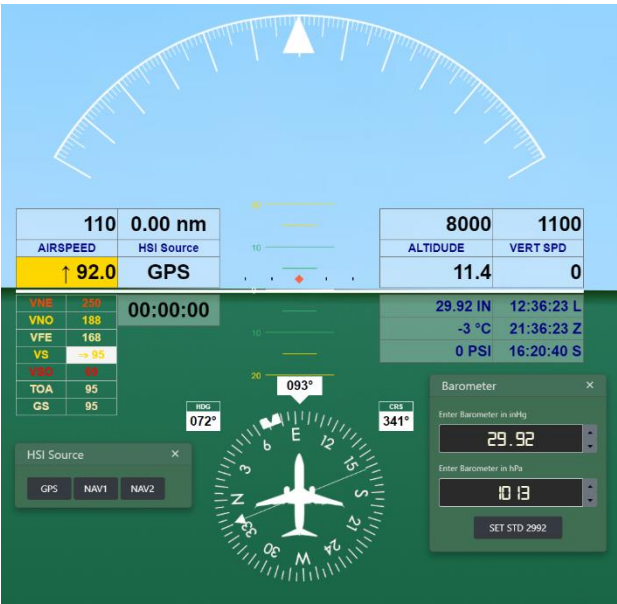 20
10
110 0.00 nm
AIRSPEED HSI Source
↑ 92.0 GPS
8000 1100
ALTIDUDE VERT SPD
11.4 0
00:00:00
29.92 IN 12:36:23 L
-3 °C 21:36:23 Z
0 PSI 16:20:40 S
VNE 250
VNO 188
VFE 168
VS ⇒ 95
TOA 95
GS 95
10
20
093°
HDG
072°
CRS
341°
6 E 12
3 15
N S
33 21
30 W 24
HSI Source ×
GPS NAV1 NAV2
Barometer ×
Enter Barometer in inHg
29.92
Enter Barometer in hPa
1013
SET STD 2992